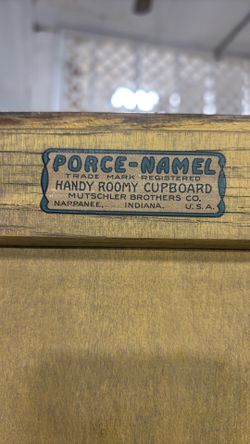 PORCE-NAMEL
TRADE MARK REGISTERED
HANDY ROOMY CUPBOARD
MUTSCHLER BROTHERS CO.
NAPPANEE, INDIANA. U.S.A.